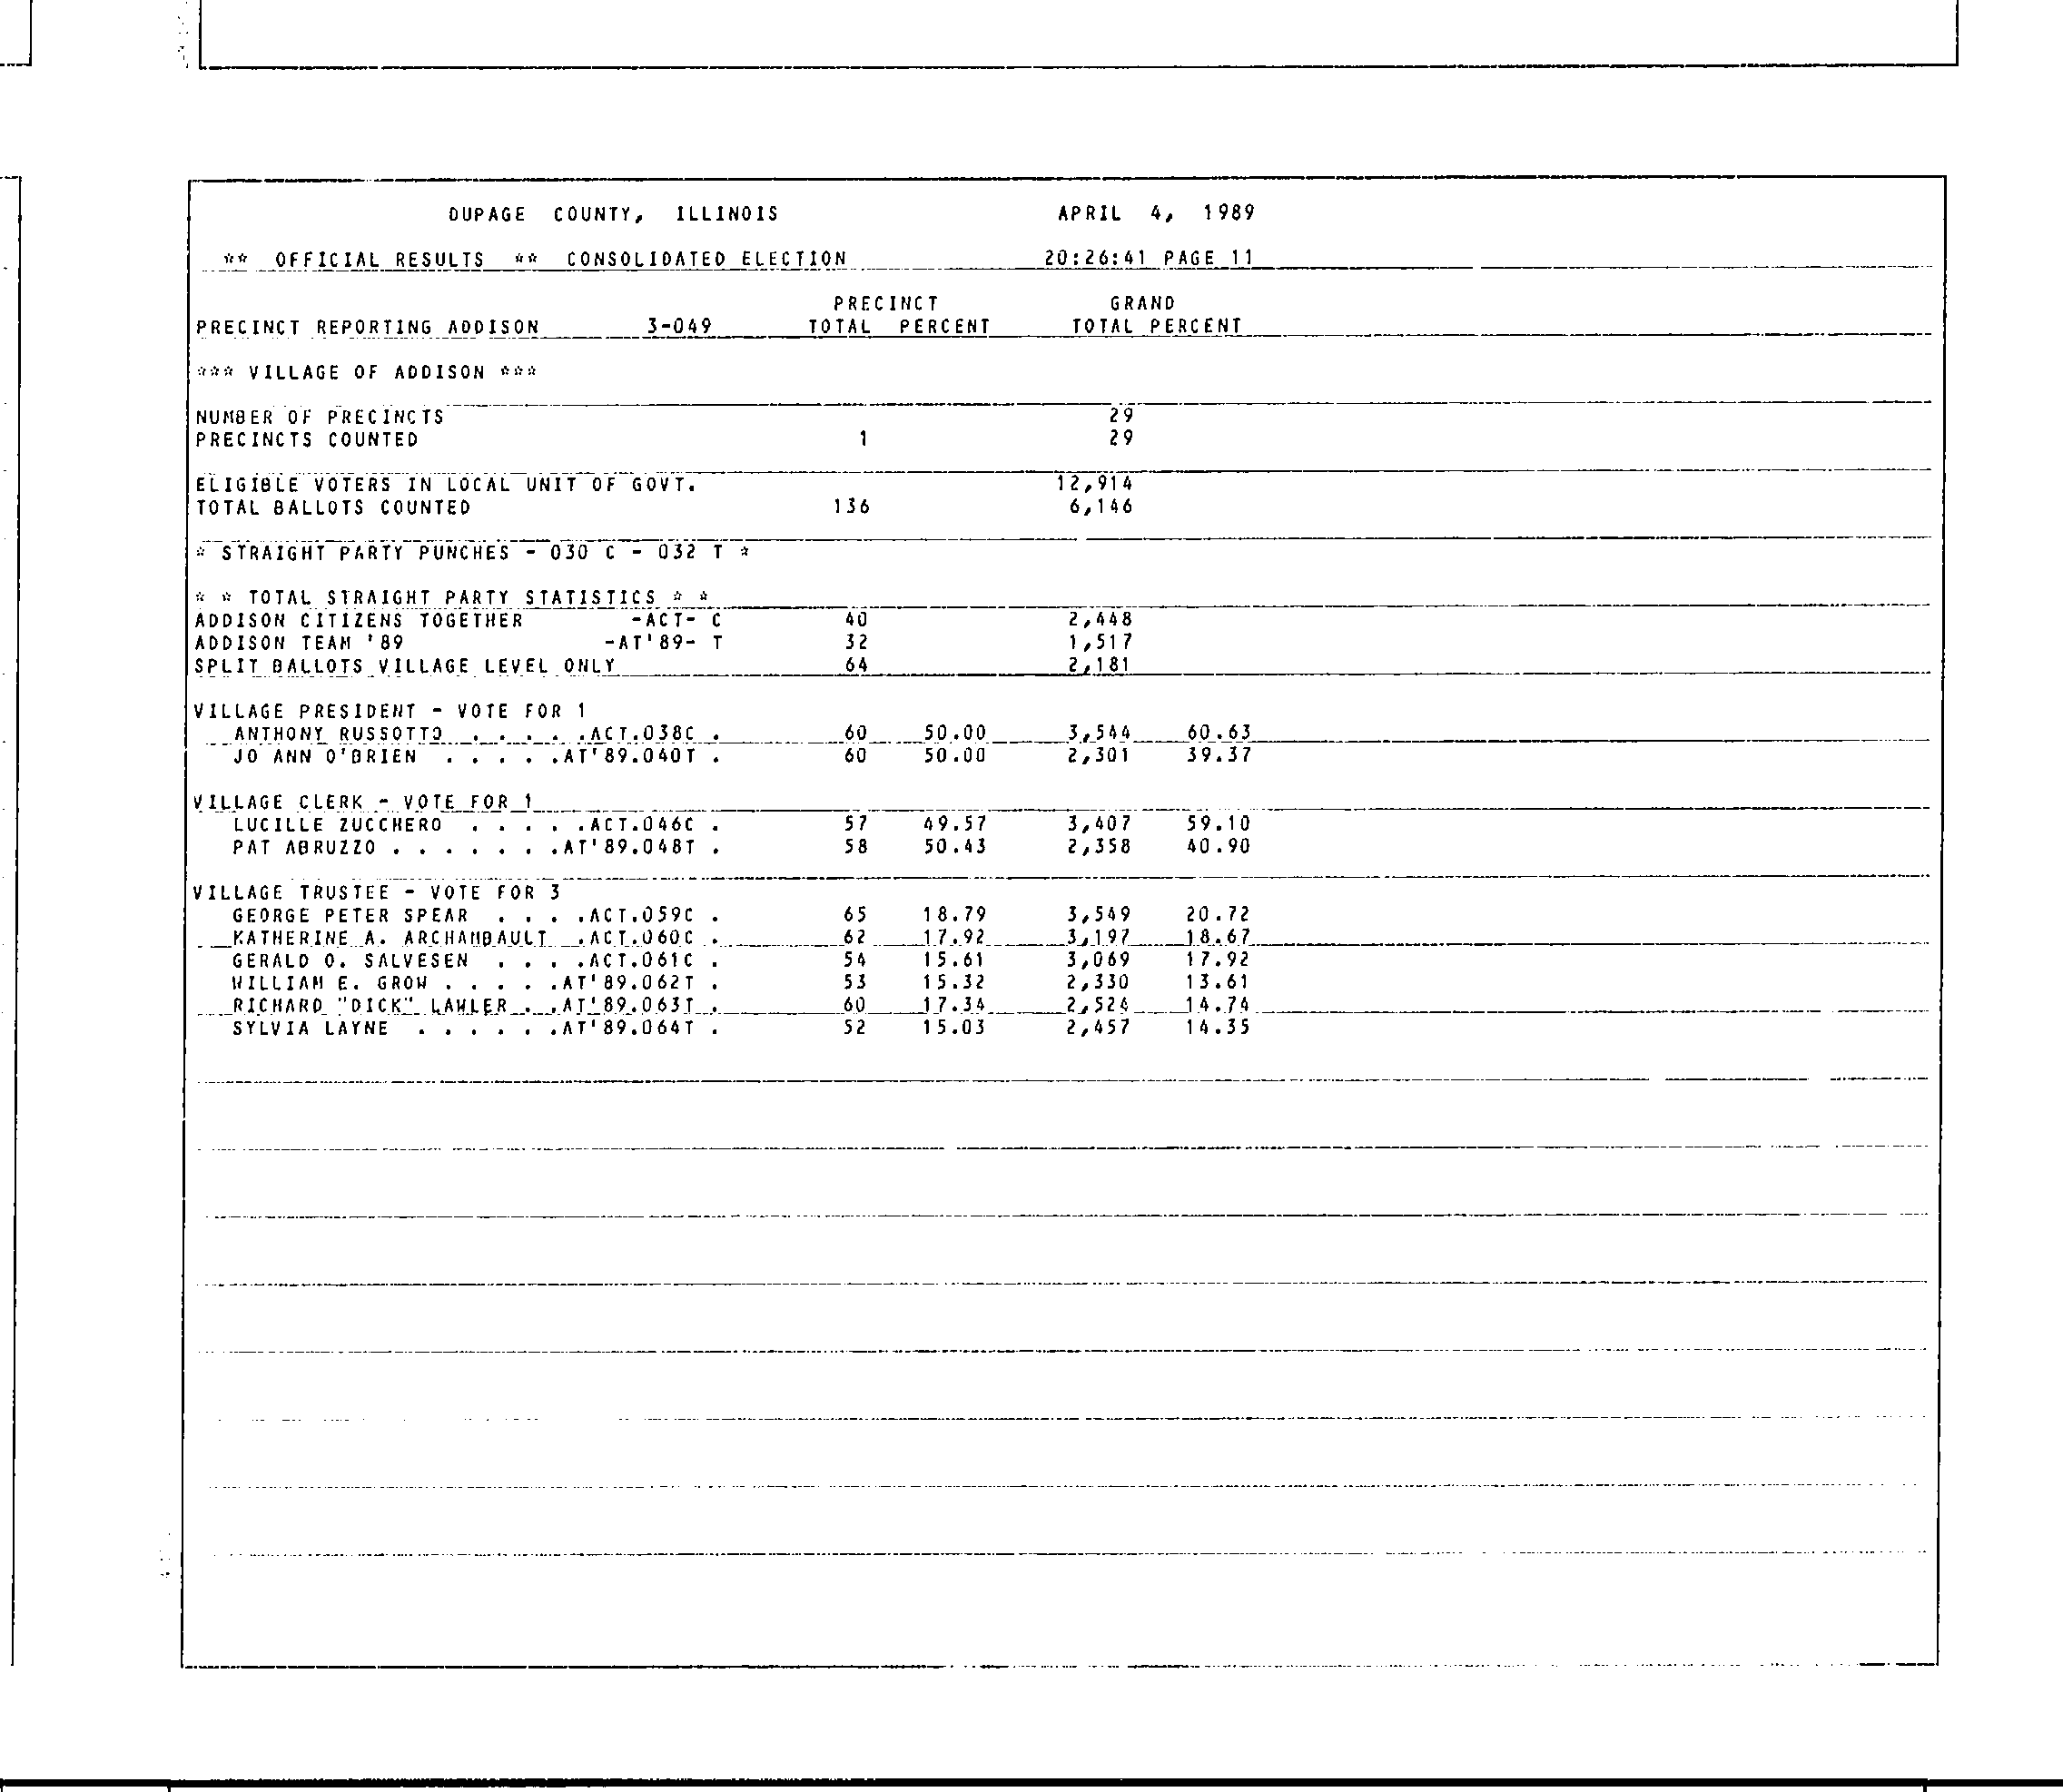 DUPAGE COUNTY, ILLINOIS APRIL 4, 1989
** OFFICIAL RESULTS ** CONSOLIDATED ELECTION 20:26:41 PAGE 11
PRECINCT GRAND
PRECINCT REPORTING ADDISON 3-049 TOTAL PERCENT TOTAL PERCENT
*** VILLAGE OF ADDISON ***
NUMBER OF PRECINCTS 29
PRECINCTS COUNTED 1 29
ELIGIBLE VOTERS IN LOCAL UNIT OF GOVT. 12,914
TOTAL BALLOTS COUNTED 136 6,146
* STRAIGHT PARTY PUNCHES - 030 C - 032 T *
* * TOTAL STRAIGHT PARTY STATISTICS * *
ADDISON CITIZENS TOGETHER -ACT- C 40 2,448
ADDISON TEAM '89 -AT'89- T 32 1,517
SPLIT BALLOTS VILLAGE LEVEL ONLY 64 2,181
VILLAGE PRESIDENT - VOTE FOR 1
ANTHONY RUSSOTTO . . . . .ACT.038C . 60 50.00 3,544 60.63
JO ANN O'BRIEN . . . . .AT'89.040T . 60 50.00 2,301 39.37
VILLAGE CLERK - VOTE FOR 1
LUCILLE ZUCCHERO . . . . .ACT.046C . 57 49.57 3,407 59.10
PAT ABRUZZO . . . . . . .AT'89.048T . 58 50.43 2,358 40.90
VILLAGE TRUSTEE - VOTE FOR 3
GEORGE PETER SPEAR . . . .ACT.059C . 65 18.79 3,549 20.72
KATHERINE A. ARCHAMBAULT .ACT.060C . 62 17.92 3,197 18.67
GERALD O. SALVESEN . . . .ACT.061C . 54 15.61 3,069 17.92
WILLIAM E. GROW . . . . .AT'89.062T . 53 15.32 2,330 13.61
RICHARD "DICK" LAWLER . .AT'89.063T . 60 17.34 2,524 14.74
SYLVIA LAYNE . . . . . .AT'89.064T . 52 15.03 2,457 14.35